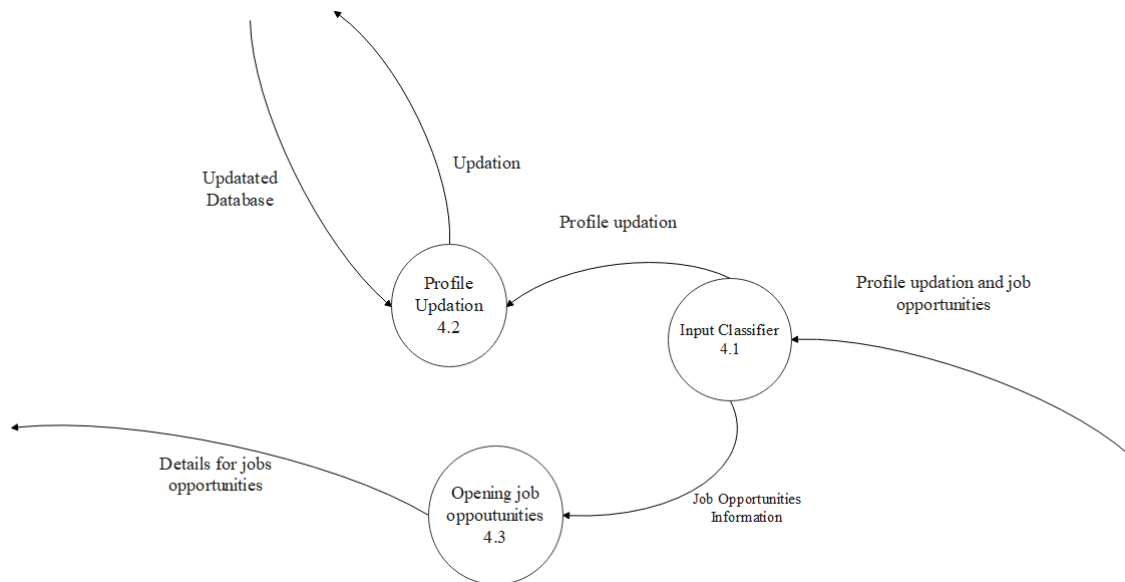 Updatated
Database
Updation
Profile updation
Profile
Updation
4.2
Profile updation and job
opportunities
Input Classifier
4.1
Details for jobs
opportunities
Opening job
oppoutunities
4.3
Job Opportunities
Information